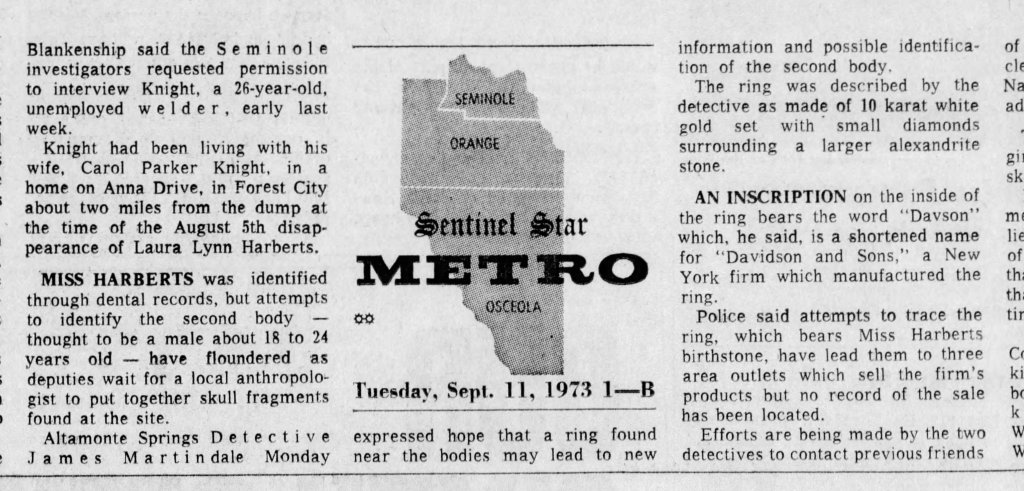 Blankenship said the Seminole
investigators requested permission
to interview Knight, a 26-year-old,
unemployed welder, early last
week.
Knight had been living with his
wife, Carol Parker Knight, in a
home on Anna Drive, in Forest City
about two miles from the dump at
the time of the August 5th disap-
pearance of Laura Lynn Harberts.
MISS HARBERTS was identified
through dental records, but attempts
to identify the second body —
thought to be a male about 18 to 24
years old — have floundered as
deputies wait for a local anthropolo-
gist to put together skull fragments
found at the site.
Altamonte Springs Detective
James Martindale Monday
SEMINOLE
ORANGE
Sentinel Star
METRO
OSCEOLA
Tuesday, Sept. 11, 1973 1—B
expressed hope that a ring found
near the bodies may lead to new
information and possible identifica-
tion of the second body.
The ring was described by the
detective as made of 10 karat white
gold set with small diamonds
surrounding a larger alexandrite
stone.
AN INSCRIPTION on the inside of
the ring bears the word "Davson"
which, he said, is a shortened name
for "Davidson and Sons," a New
York firm which manufactured the
ring.
Police said attempts to trace the
ring, which bears Miss Harberts
birthstone, have lead them to three
area outlets which sell the firm's
products but no record of the sale
has been located.
Efforts are being made by the two
detectives to contact previous friends
of